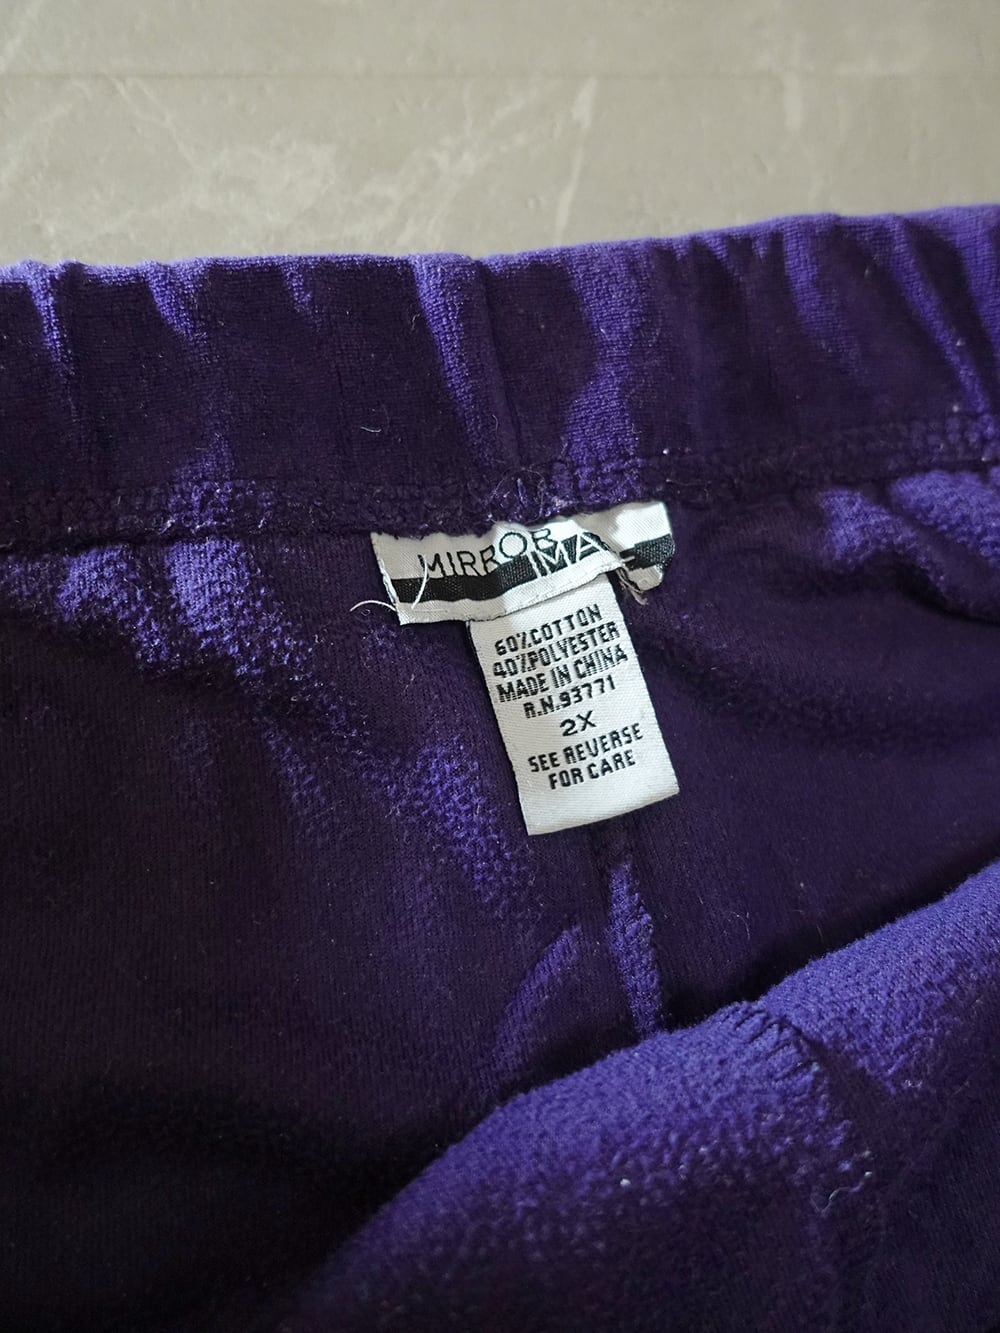 MIRROR
IMA
60% COTTON
40% POLYESTER
MADE IN CHINA
R.N. 93771
2X
SEE REVERSE
FOR CARE